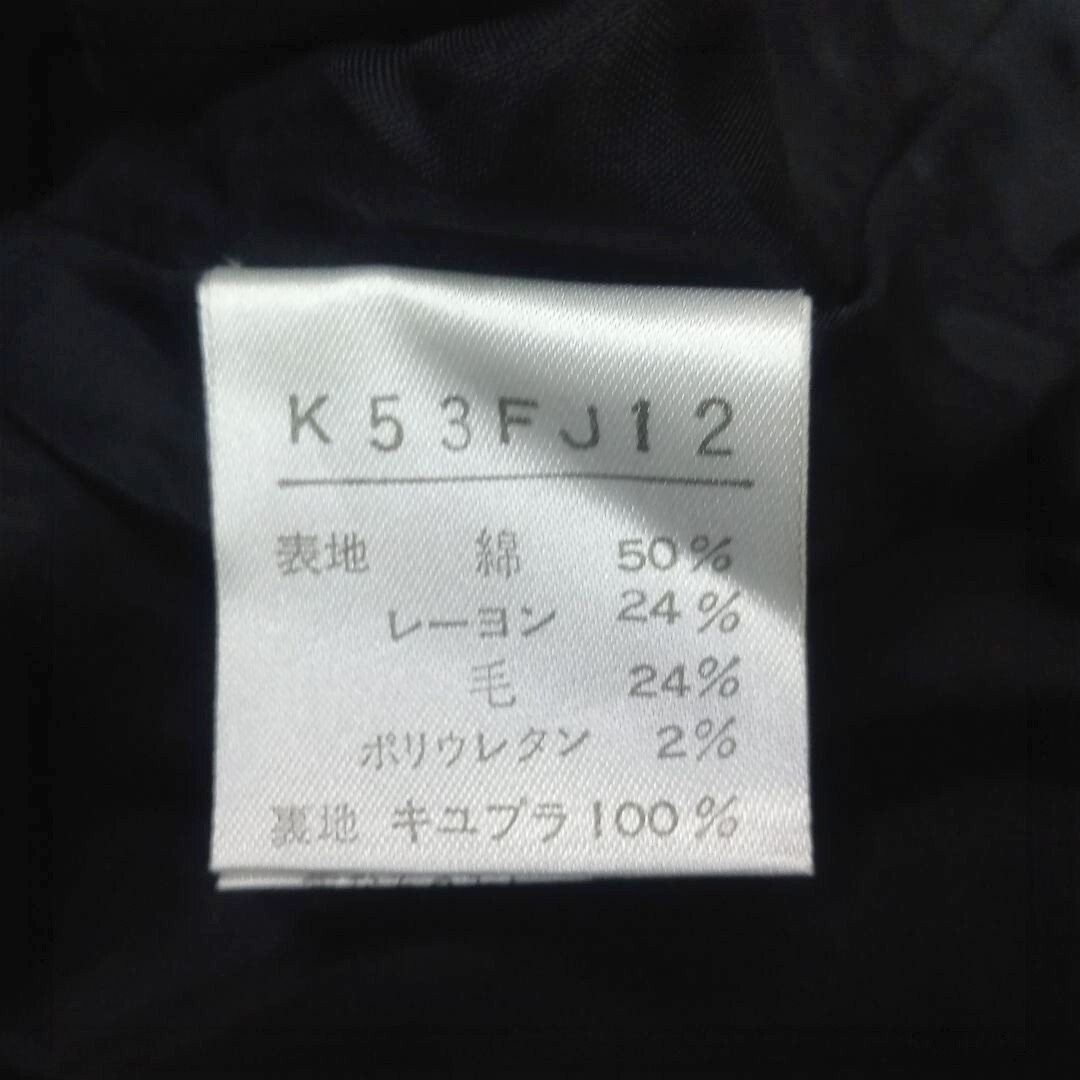 K53FJ12
表地 綿 50%
レーヨン 24%
毛 24%
ポリウレタン 2%
裏地 キユプラ 100%